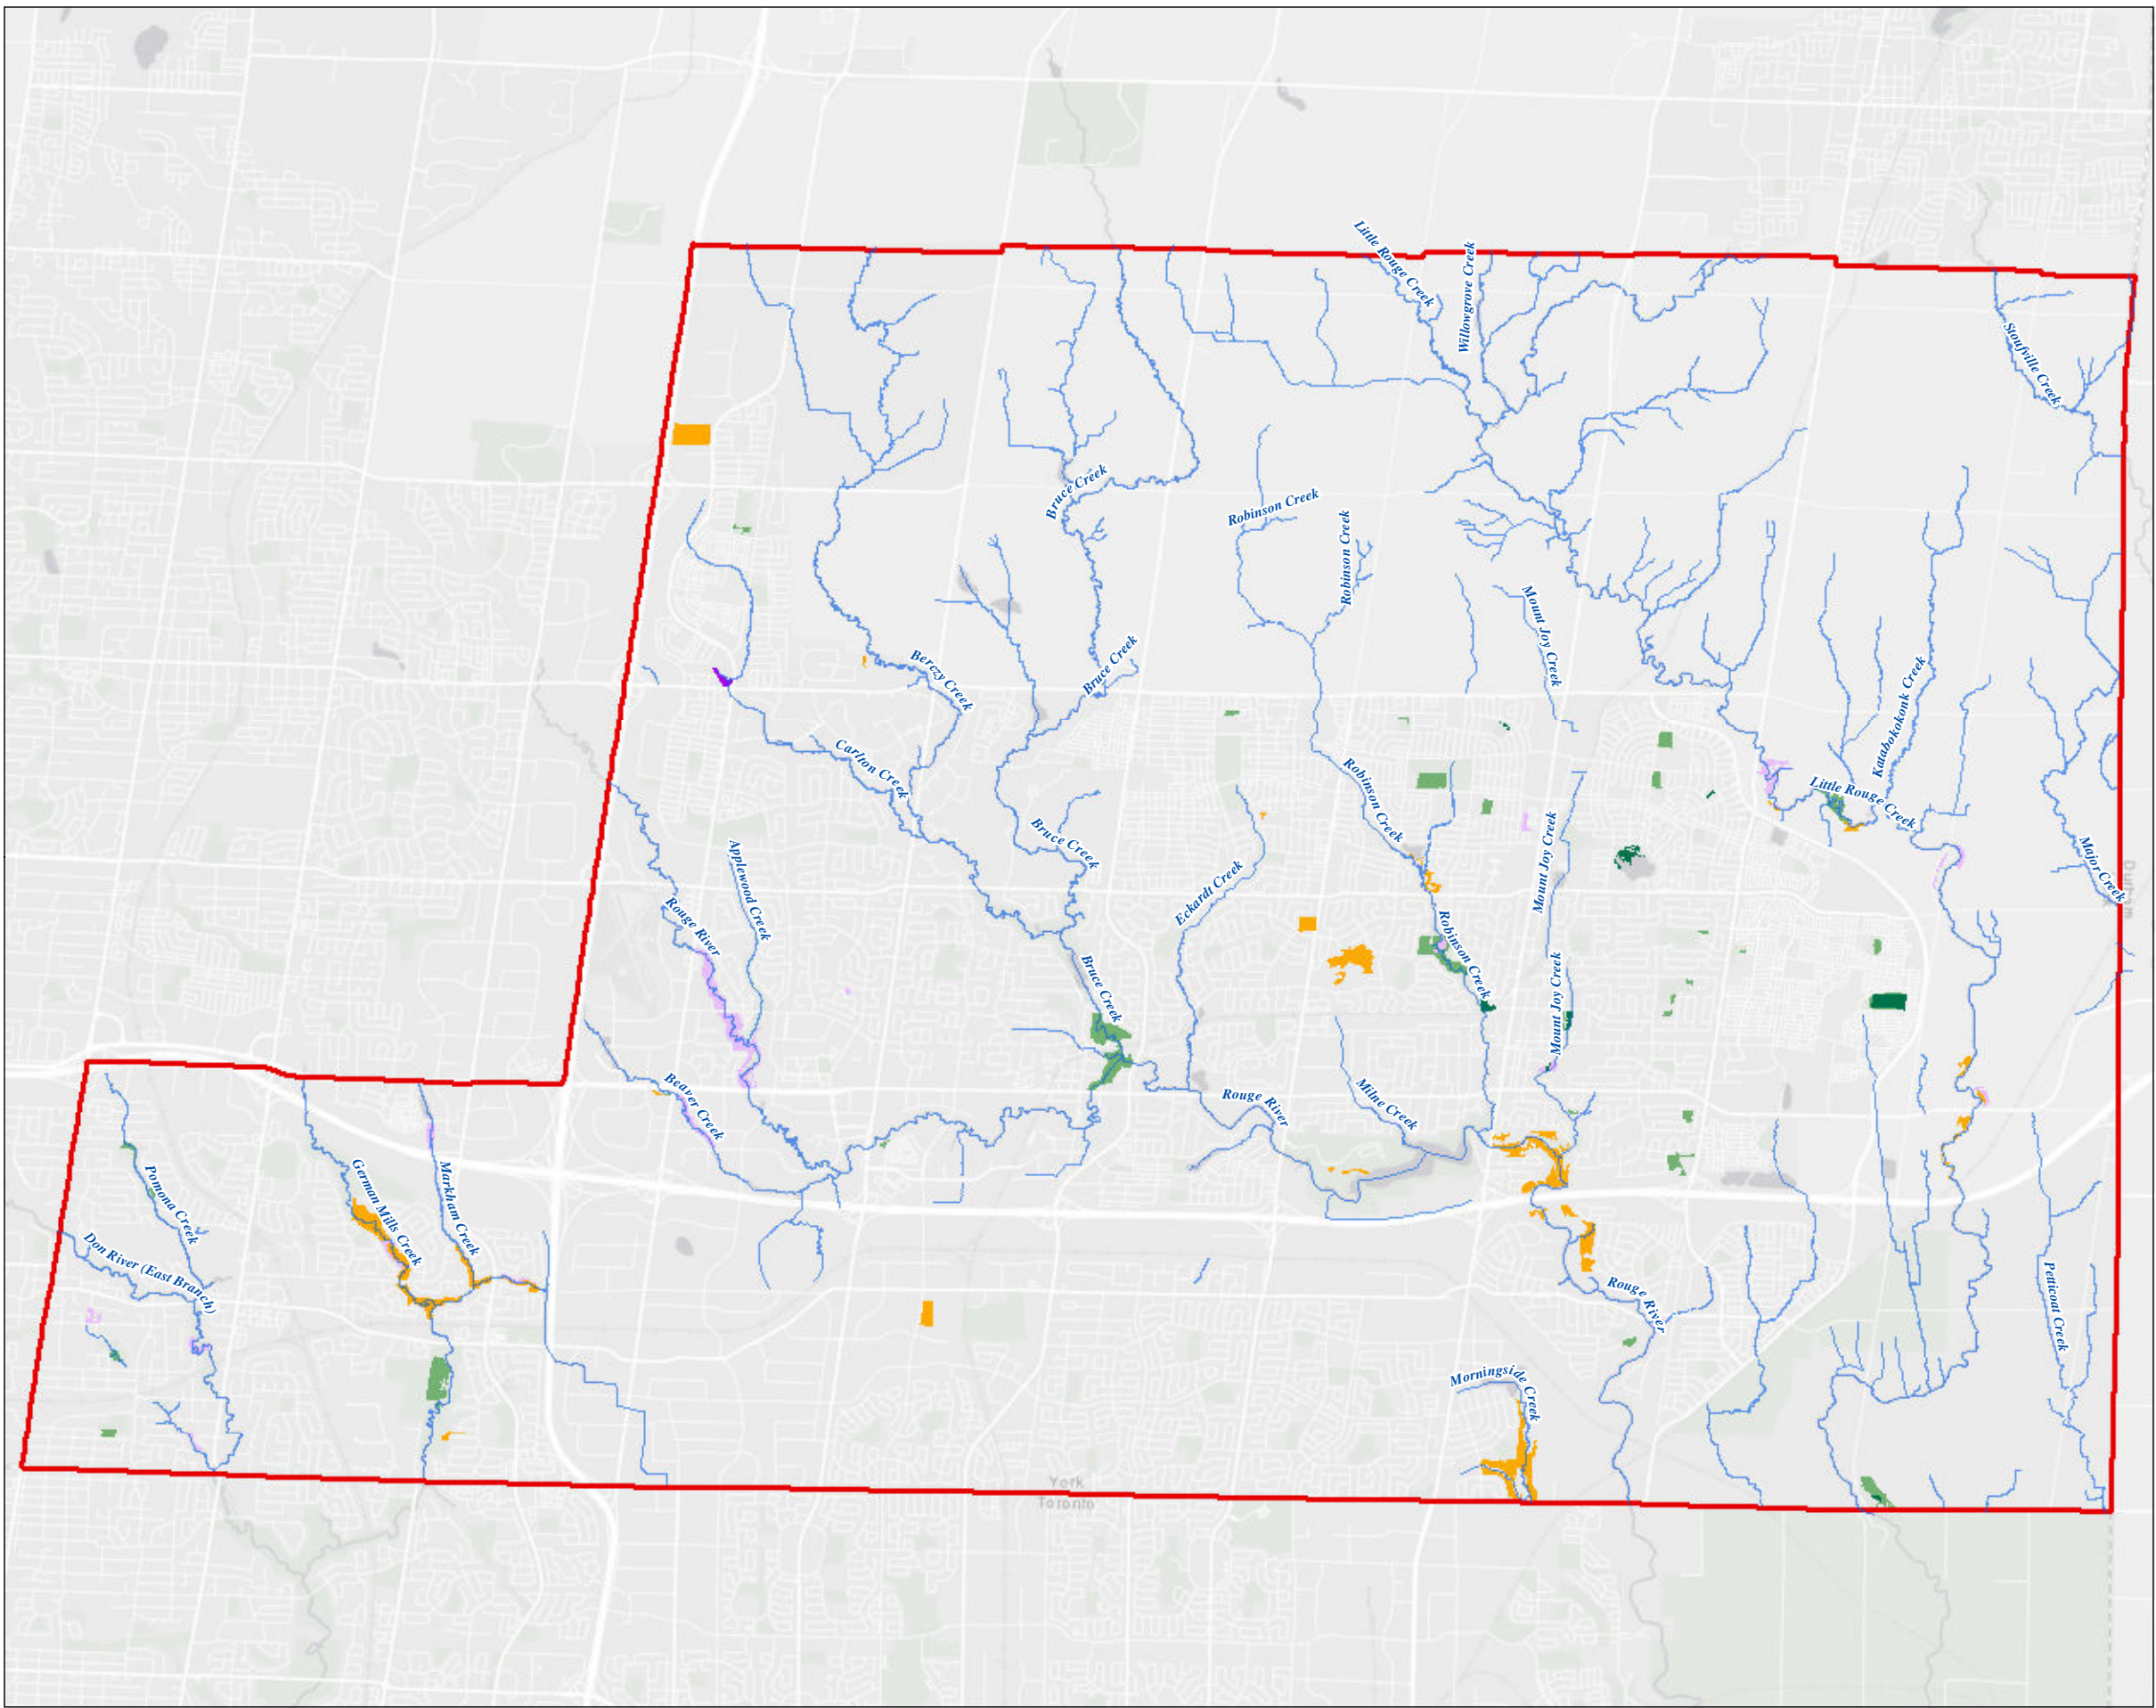 Little Rouge Creek
Willowgrove Creek
Stoufville Creek
Bruce Creek
Robinson Creek
Robinson Creek
Mount Joy Creek
Berczy Creek
Bruce Creek
Katabokokonk Creek
Carlton Creek
Robinson Creek
Little Rouge Creek
Bruce Creek
Applewood Creek
Mount Joy Creek
Major Creek
Eckardt Creek
Rouge River
Robinson Creek
Bruce Creek
Mount Joy Creek
Beaver Creek
Rouge River
Milne Creek
Pomona Creek
German Mills Creek
Markham Creek
Don River (East Branch)
Rouge River
Petticoat Creek
Morningside Creek
York
Toronto